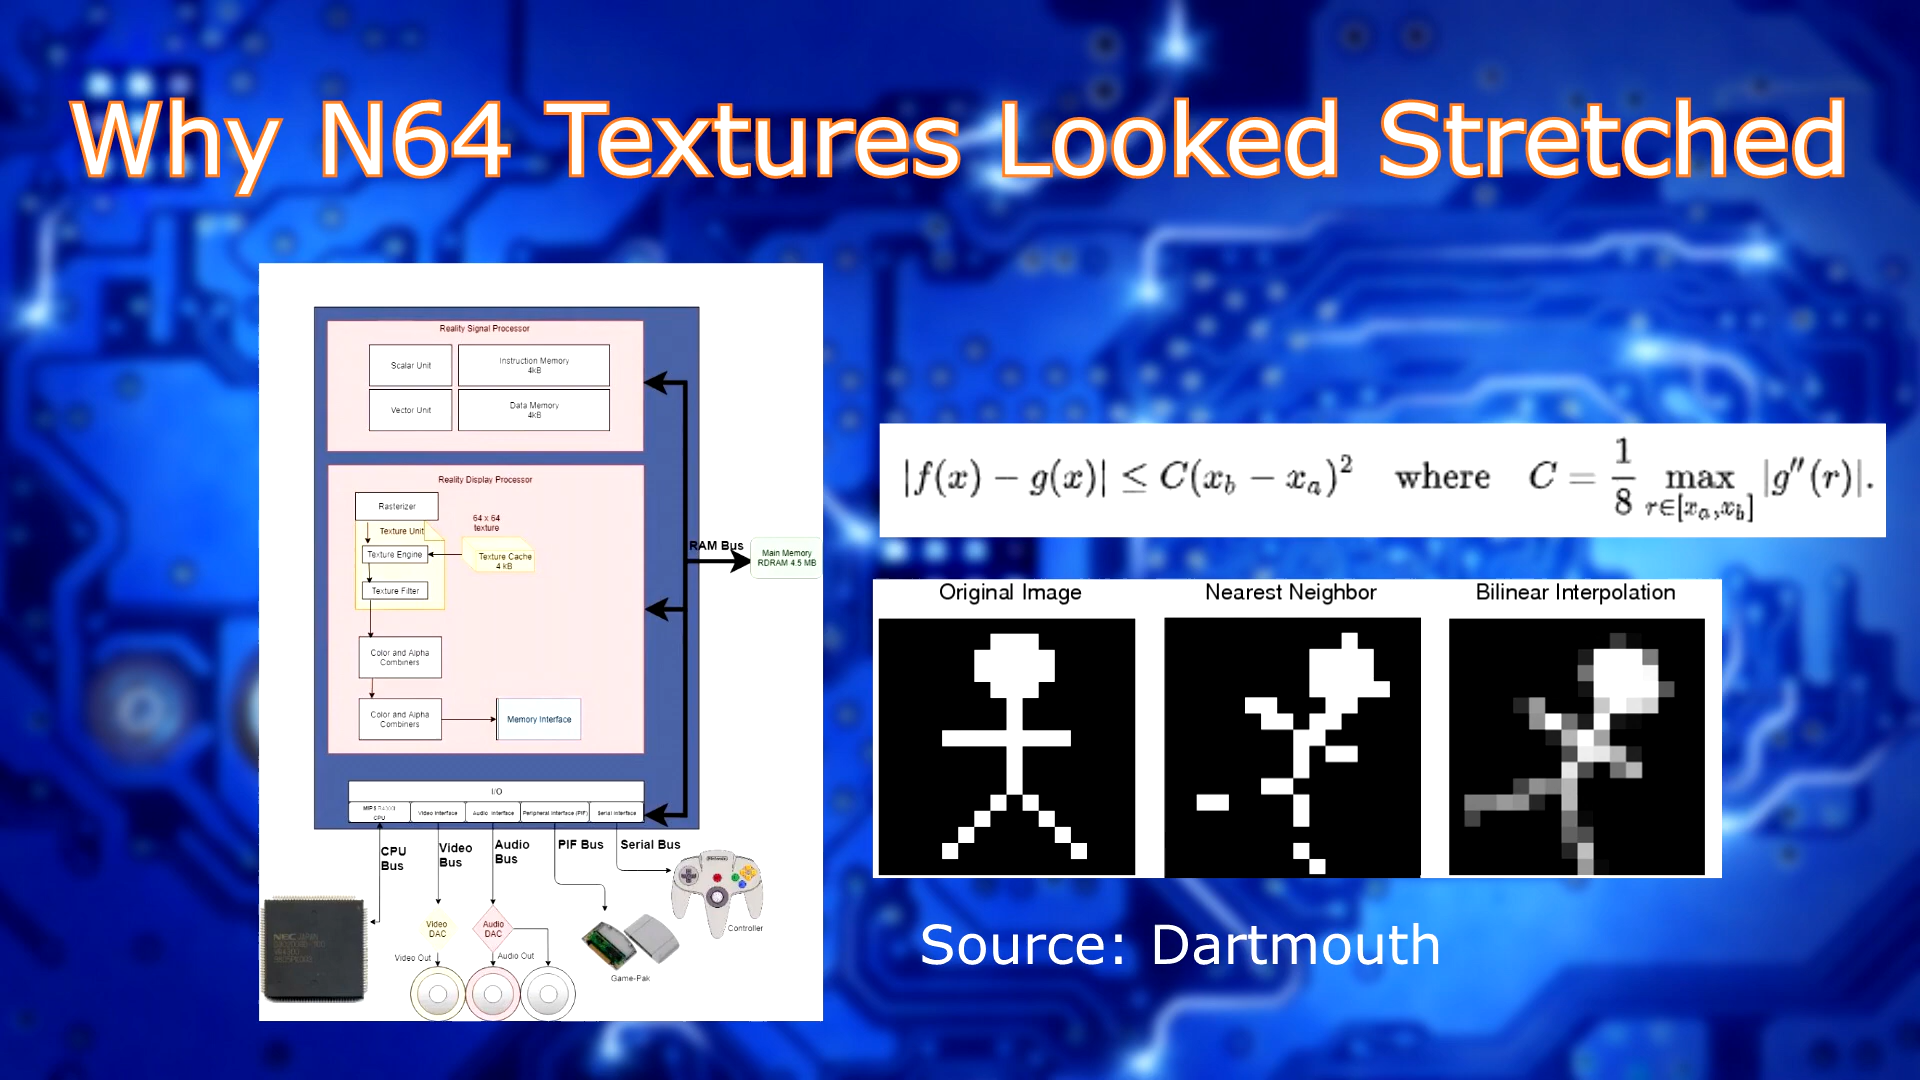 Why N64 Textures Looked Stretched
Reality Signal Processor
Scalar Unit
Instruction Memory
4kB
Vector Unit
Data Memory
4kB
Reality Display Processor
Rasterizer
64 x 64
texture
Texture Unit
Texture Engine
Texture Cache
4 kB
Texture Filter
Color and Alpha
Combiners
Color and Alpha
Combiners
Memory Interface
RAM Bus
Main Memory
RDRAM 4.5 MB
I/O
CPU
Video Interface
Audio Interface
Peripheral Interface (PIF)
Serial Interface
CPU
Bus
Video
Bus
Audio
Bus
PIF Bus
Serial Bus
Video
DAC
Audio
DAC
Video Out
Audio Out
Game-Pak
Controller
|f(x) − g(x)| ≤ C(x_b − x_a)² where C = 1/8 max_{r∈[x_a,x_b]} |g″(r)|.
Original Image
Nearest Neighbor
Bilinear Interpolation
Source: Dartmouth